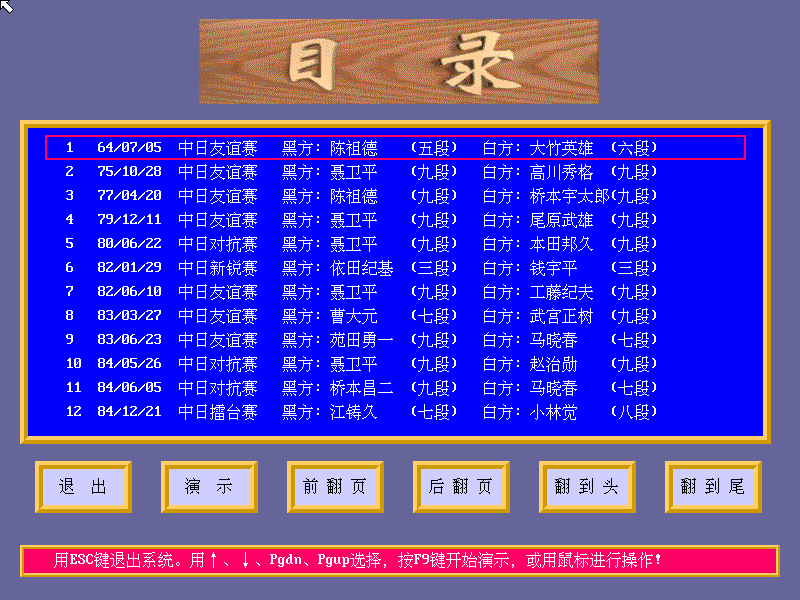 目 录
1 64/07/05 中日友谊赛 黑方：陈祖德 (五段) 白方：大竹英雄 (六段)
2 75/10/28 中日友谊赛 黑方：聂卫平 (九段) 白方：高川秀格 (九段)
3 77/04/20 中日友谊赛 黑方：陈祖德 (九段) 白方：桥本宇太郎(九段)
4 79/12/11 中日友谊赛 黑方：聂卫平 (九段) 白方：尾原武雄 (九段)
5 80/06/22 中日对抗赛 黑方：聂卫平 (九段) 白方：本田邦久 (九段)
6 82/01/29 中日新锐赛 黑方：依田纪基 (三段) 白方：钱宇平 (三段)
7 82/06/10 中日友谊赛 黑方：聂卫平 (九段) 白方：工藤纪夫 (九段)
8 83/03/27 中日友谊赛 黑方：曹大元 (七段) 白方：武宫正树 (九段)
9 83/06/23 中日友谊赛 黑方：苑田勇一 (九段) 白方：马晓春 (七段)
10 84/05/26 中日对抗赛 黑方：聂卫平 (九段) 白方：赵治勋 (九段)
11 84/06/05 中日对抗赛 黑方：桥本昌二 (九段) 白方：马晓春 (七段)
12 84/12/21 中日擂台赛 黑方：江铸久 (七段) 白方：小林觉 (八段)
退 出 演 示 前 翻 页 后 翻 页 翻 到 头 翻 到 尾
用ESC键退出系统。用↑、↓、Pgdn、Pgup选择，按F9键开始演示，或用鼠标进行操作！